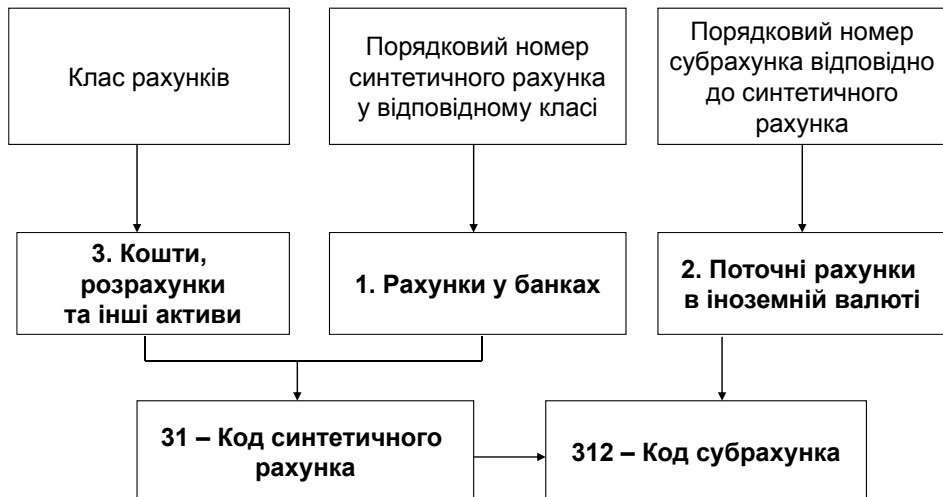 Клас рахунків
Порядковий номер
синтетичного рахунка
у відповідному класі
Порядковий номер
субрахунка відповідно
до синтетичного
рахунка
3. Кошти,
розрахунки
та інші активи
1. Рахунки у банках
2. Поточні рахунки
в іноземній валюті
31 – Код синтетичного
рахунка
312 – Код субрахунка